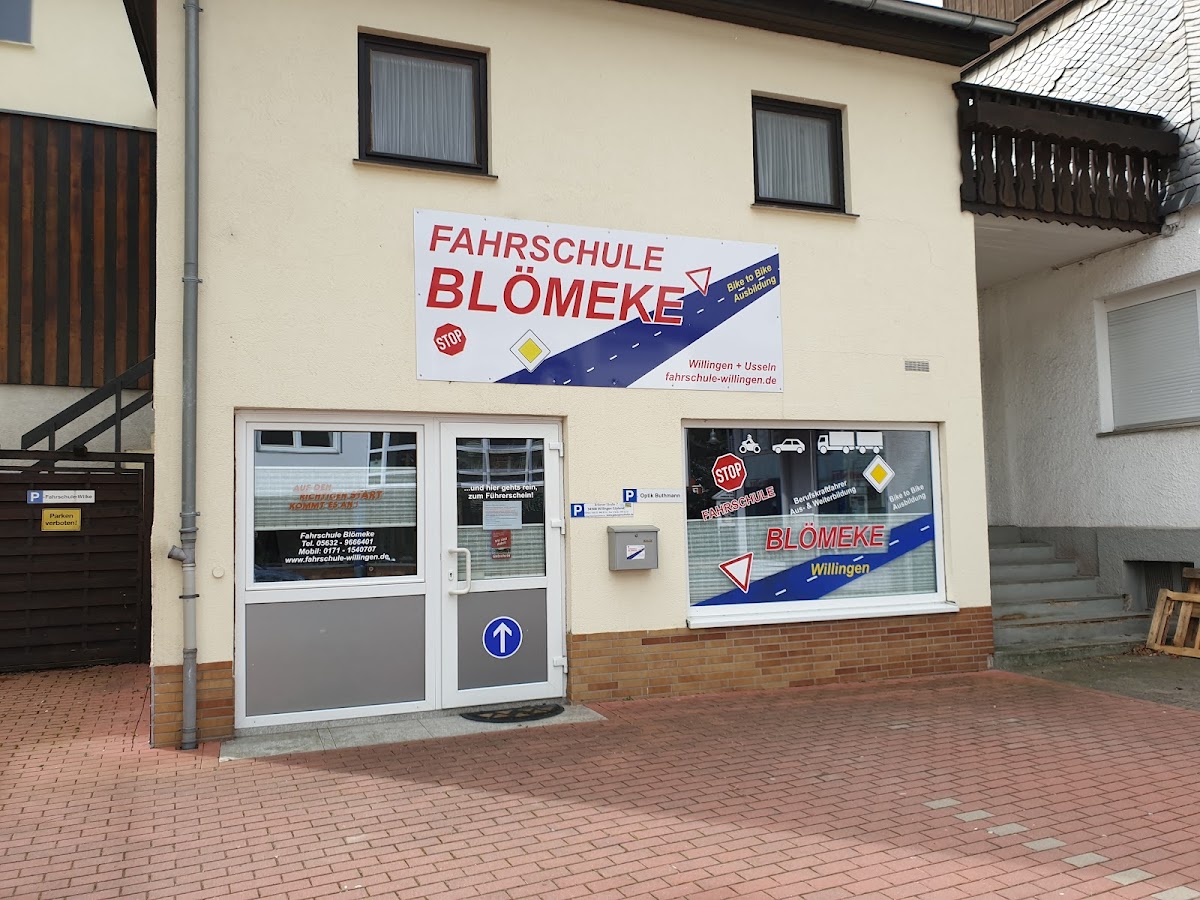 FAHRSCHULE
BLÖMEKE
STOP
Bike to Bike
Ausbildung
Willingen + Usseln
fahrschule-willingen.de
P Fahrschule Wilke
Parken
verboten!
AUF DEN
RICHTIGEN START
KOMMT ES AN
Fahrschule Blömeke
Tel. 05632 - 9666401
Mobil: 0171 - 1540707
www.fahrschule-willingen.de
...und hier gehts rein,
zum Führerschein!
P
P Optik Buthmann
STOP
FAHRSCHULE
Berufskraftfahrer
Aus- & Weiterbildung
Bike to Bike
Ausbildung
BLÖMEKE
Willingen